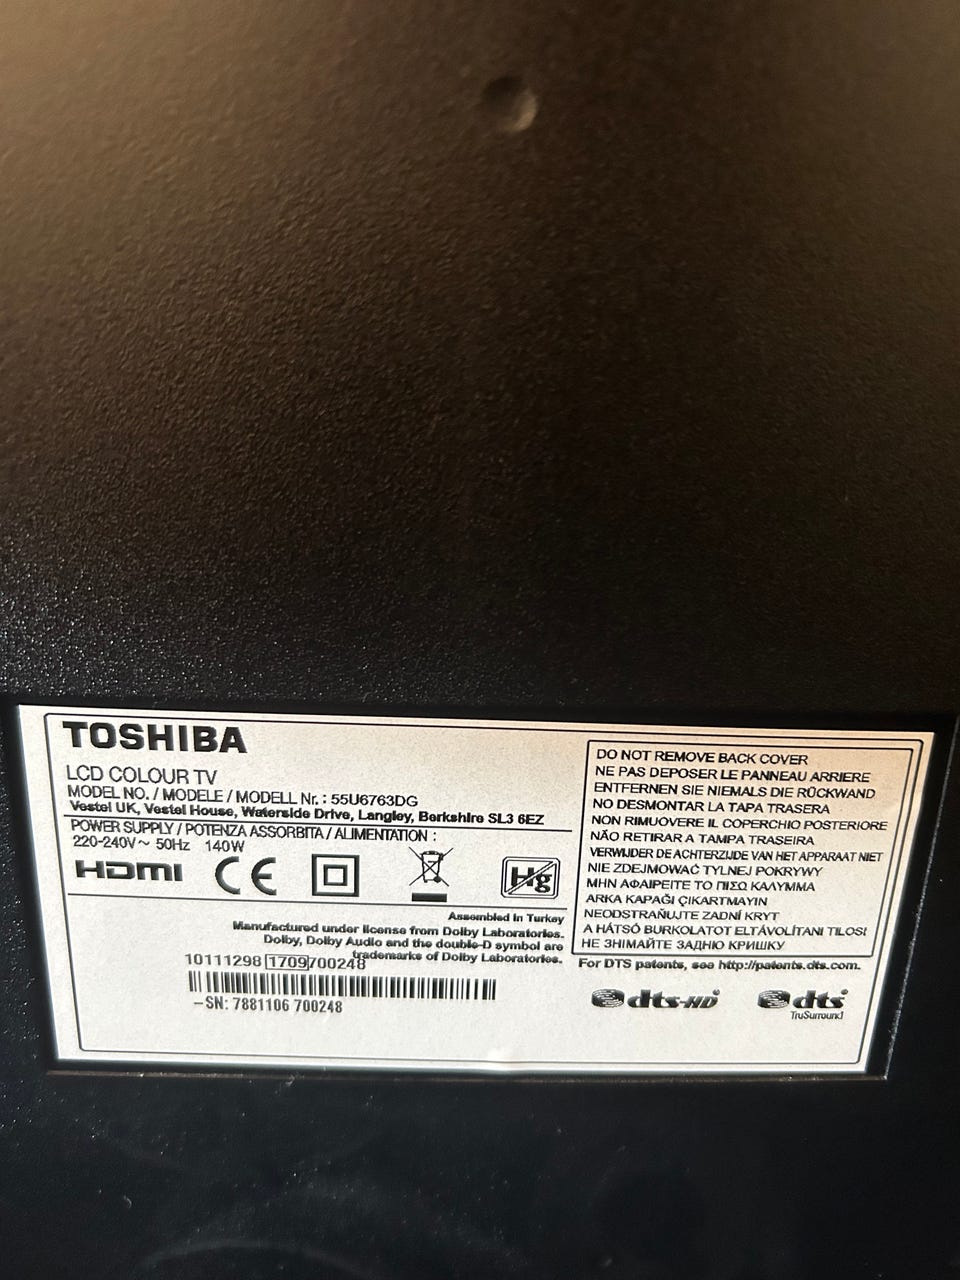 TOSHIBA
LCD COLOUR TV
MODEL NO. / MODELE / MODELL Nr. : 55U6763DG
Vestel UK, Vestel House, Waterside Drive, Langley, Berkshire SL3 6EZ
POWER SUPPLY / POTENZA ASSORBITA / ALIMENTATION :
220-240V~ 50Hz 140W
HDMI CE Hg
Assembled in Turkey
Manufactured under license from Dolby Laboratories.
Dolby, Dolby Audio and the double-D symbol are
trademarks of Dolby Laboratories.
10111298 1709 700248
SN: 7881106 700248
DO NOT REMOVE BACK COVER
NE PAS DEPOSER LE PANNEAU ARRIERE
ENTFERNEN SIE NIEMALS DIE RÜCKWAND
NO DESMONTAR LA TAPA TRASERA
NON RIMUOVERE IL COPERCHIO POSTERIORE
NÃO RETIRAR A TAMPA TRASEIRA
VERWIJDER DE ACHTERZIJDE VAN HET APPARAAT NIET
NIE ZDEJMOWAĆ TYLNEJ POKRYWY
ΜΗΝ ΑΦΑΙΡΕΙΤΕ ΤΟ ΠΙΣΩ ΚΑΛΥΜΜΑ
ARKA KAPAĞI ÇIKARTMAYIN
NEODSTRAŇUJTE ZADNÍ KRYT
A HÁTSÓ BURKOLATOT ELTÁVOLÍTANI TILOS!
НЕ ЗНІМАЙТЕ ЗАДНЮ КРИШКУ
For DTS patents, see http://patents.dts.com.
dts-HD
dts
TruSurround